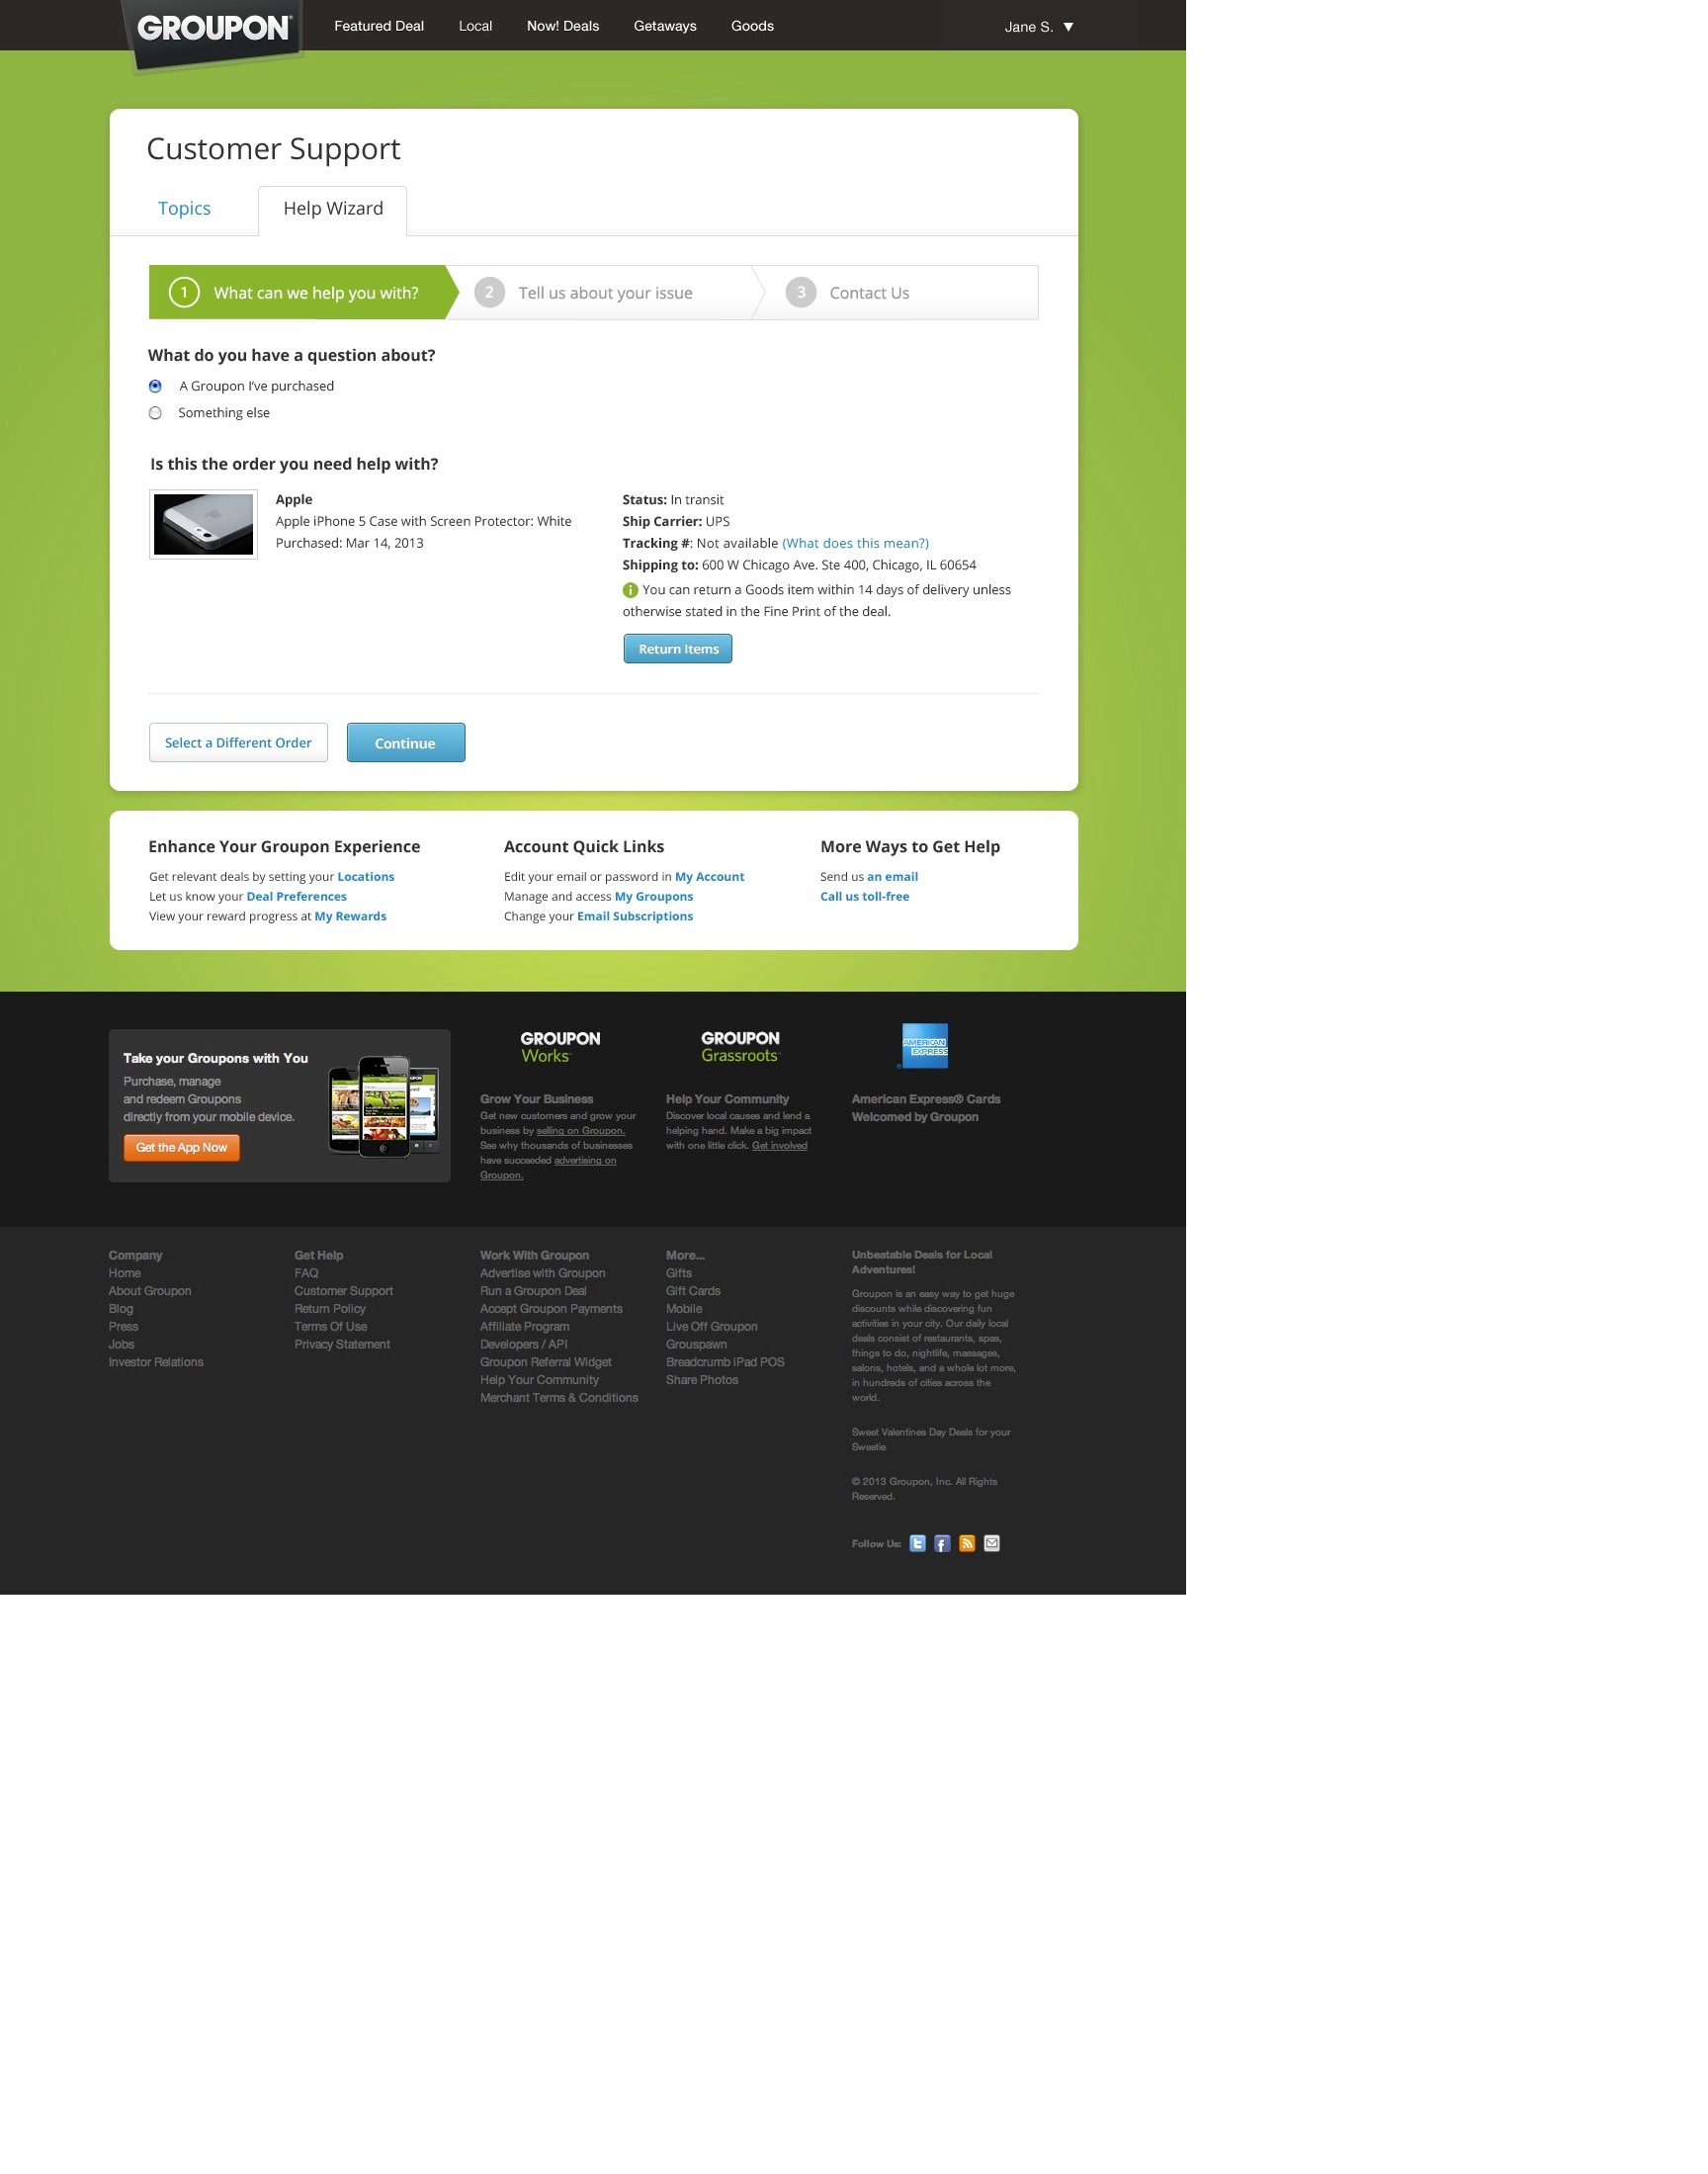 GROUPON
Featured Deal
Local
Now! Deals
Getaways
Goods
Jane S.
Customer Support
Topics
Help Wizard
1 What can we help you with?
2 Tell us about your issue
3 Contact Us
What do you have a question about?
A Groupon I've purchased
Something else
Is this the order you need help with?
Apple
Apple iPhone 5 Case with Screen Protector: White
Purchased: Mar 14, 2013
Status: In transit
Ship Carrier: UPS
Tracking #: Not available (What does this mean?)
Shipping to: 600 W Chicago Ave. Ste 400, Chicago, IL 60654
You can return a Goods item within 14 days of delivery unless
otherwise stated in the Fine Print of the deal.
Return Items
Select a Different Order
Continue
Enhance Your Groupon Experience
Get relevant deals by setting your Locations
Let us know your Deal Preferences
View your reward progress at My Rewards
Account Quick Links
Edit your email or password in My Account
Manage and access My Groupons
Change your Email Subscriptions
More Ways to Get Help
Send us an email
Call us toll-free
Take your Groupons with You
Purchase, manage
and redeem Groupons
directly from your mobile device.
Get the App Now
GROUPON
Works
Grow Your Business
Get new customers and grow your
business by selling on Groupon.
See why thousands of businesses
have succeeded advertising on
Groupon.
GROUPON
Grassroots
Help Your Community
Discover local causes and lend a
helping hand. Make a big impact
with one little click. Get involved
AMERICAN
EXPRESS
American Express® Cards
Welcomed by Groupon
Company
Home
About Groupon
Blog
Press
Jobs
Investor Relations
Get Help
FAQ
Customer Support
Return Policy
Terms Of Use
Privacy Statement
Work With Groupon
Advertise with Groupon
Run a Groupon Deal
Accept Groupon Payments
Affiliate Program
Developers / API
Groupon Referral Widget
Help Your Community
Merchant Terms & Conditions
More...
Gifts
Gift Cards
Mobile
Live Off Groupon
Grouspawn
Breadcrumb iPad POS
Share Photos
Unbeatable Deals for Local
Adventures!
Groupon is an easy way to get huge
discounts while discovering fun
activities in your city. Our daily local
deals consist of restaurants, spas,
things to do, nightlife, massages,
salons, hotels, and a whole lot more,
in hundreds of cities across the
world.
Sweet Valentines Day Deals for your
Sweetie
© 2013 Groupon, Inc. All Rights
Reserved.
Follow Us: